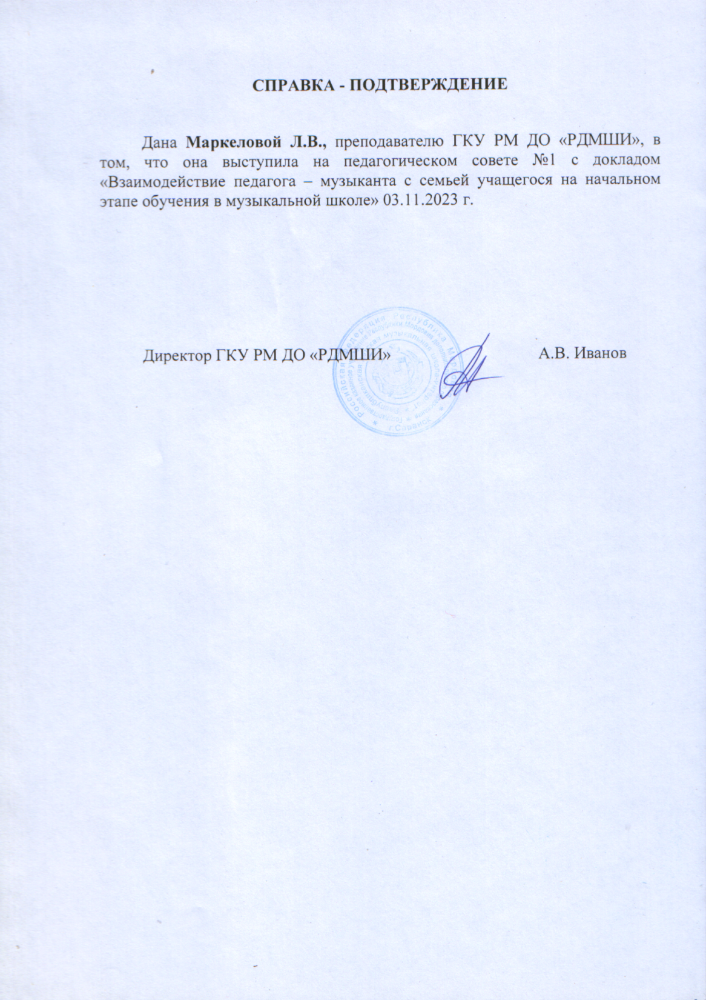 СПРАВКА - ПОДТВЕРЖДЕНИЕ
Дана Маркеловой Л.В., преподавателю ГКУ РМ ДО «РДМШИ», в
том, что она выступила на педагогическом совете №1 с докладом
«Взаимодействие педагога – музыканта с семьей учащегося на начальном
этапе обучения в музыкальной школе» 03.11.2023 г.
Директор ГКУ РМ ДО «РДМШИ» А.В. Иванов
Российская Федерация Республика
г.Саранск